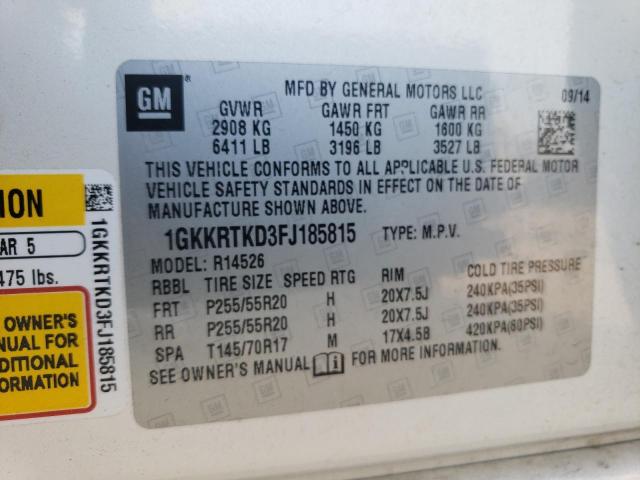 GM
MFD BY GENERAL MOTORS LLC
09/14
GVWR GAWR FRT GAWR RR
2908 KG 1450 KG 1600 KG
6411 LB 3196 LB 3527 LB
THIS VEHICLE CONFORMS TO ALL APPLICABLE U.S. FEDERAL MOTOR
VEHICLE SAFETY STANDARDS IN EFFECT ON THE DATE OF
MANUFACTURE SHOWN ABOVE.
1GKKRTKD3FJ185815 TYPE: M.P.V.
MODEL: R14526
RBBL TIRE SIZE SPEED RTG RIM COLD TIRE PRESSURE
FRT P255/55R20 H 20X7.5J 240KPA(35PSI)
RR P255/55R20 H 20X7.5J 240KPA(35PSI)
SPA T145/70R17 M 17X4.5B 420KPA(60PSI)
SEE OWNER'S MANUAL FOR MORE INFORMATION.
ION
AR 5
475 lbs.
OWNER'S
NUAL FOR
DITIONAL
ORMATION
1GKKRTKD3FJ185815